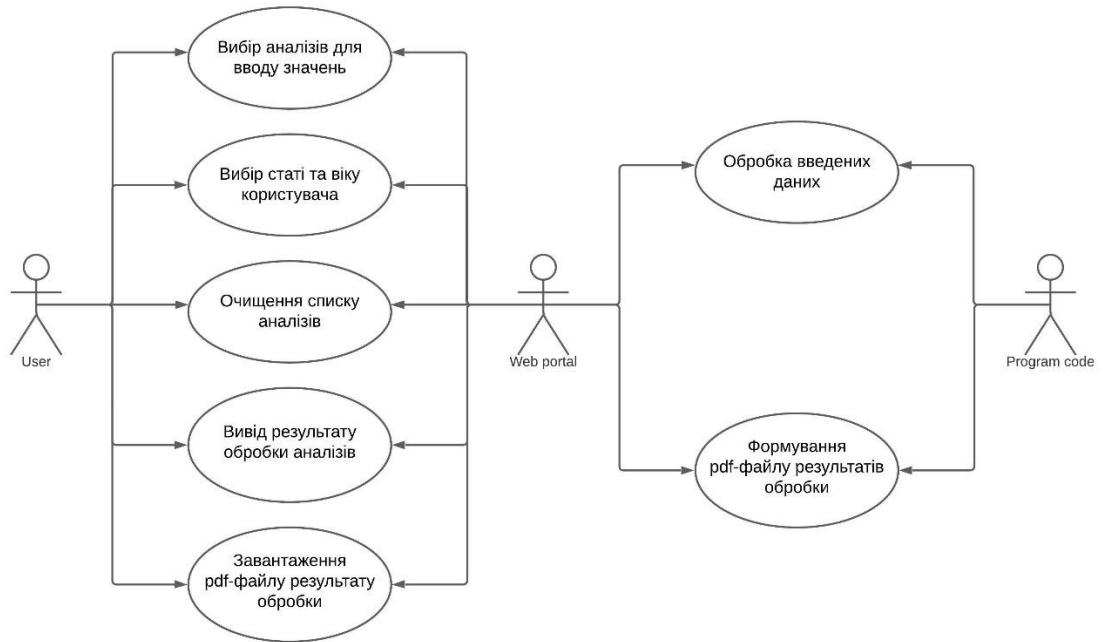 Вибір аналізів для
вводу значень
Вибір статі та віку
користувача
Обробка введених
даних
Очищення списку
аналізів
User
Web portal
Program code
Вивід результату
обробки аналізів
Формування
pdf-файлу результатів
обробки
Завантаження
pdf-файлу результату
обробки